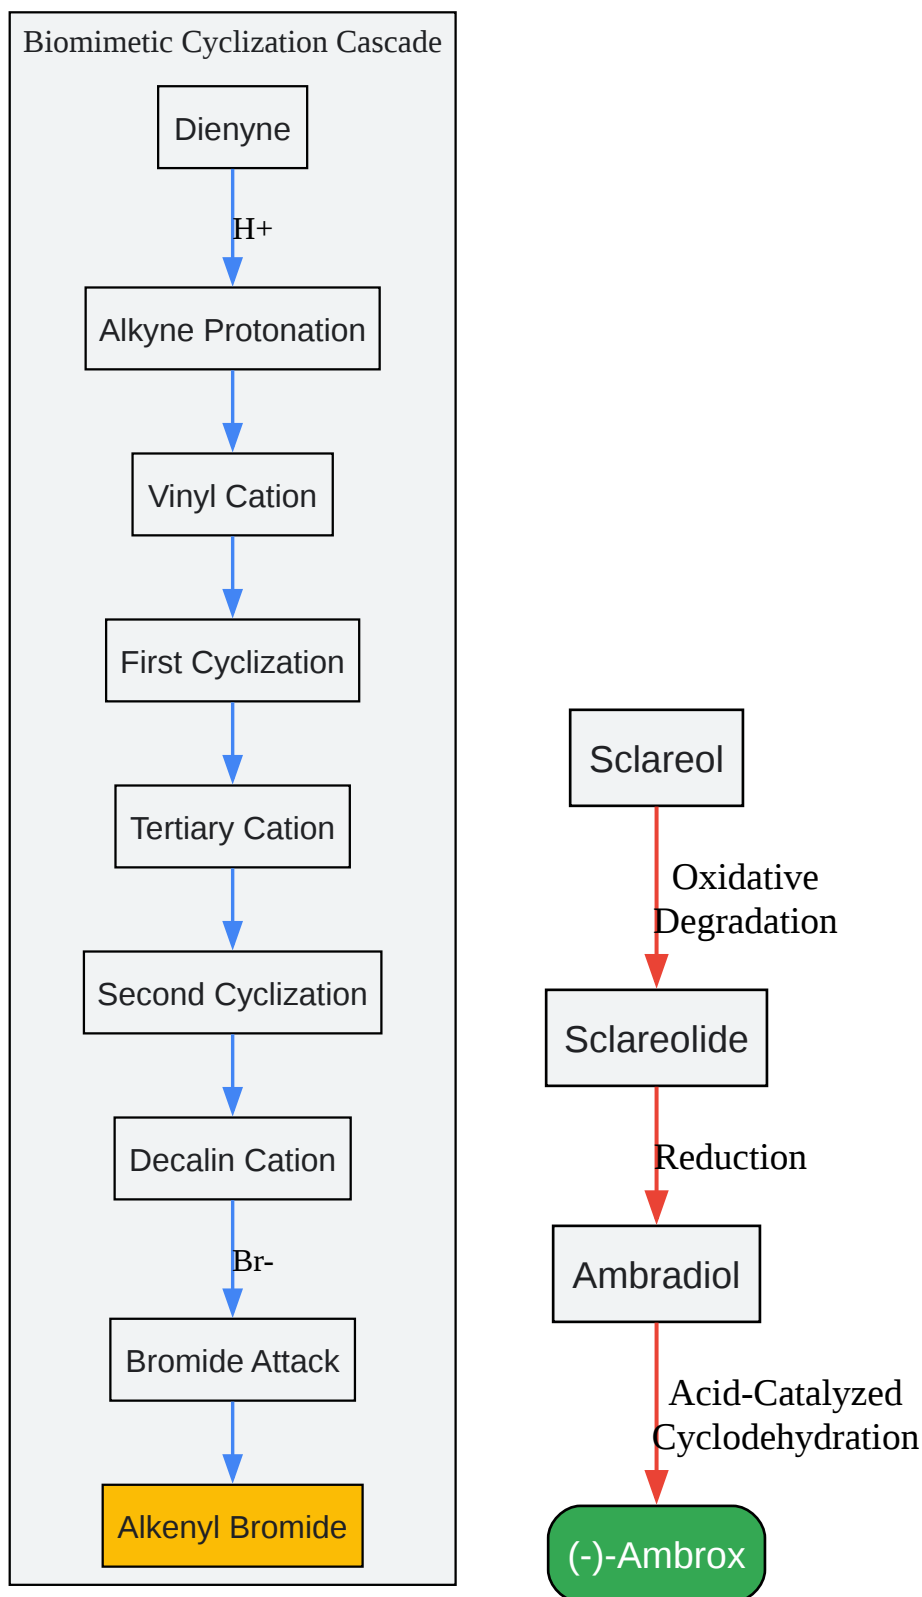 Biomimetic Cyclization Cascade
Dienyne
H+
Alkyne Protonation
Vinyl Cation
First Cyclization
Tertiary Cation
Second Cyclization
Decalin Cation
Br-
Bromide Attack
Alkenyl Bromide
Sclareol
Oxidative
Degradation
Sclareolide
Reduction
Ambradiol
Acid-Catalyzed
Cyclodehydration
(-)-Ambrox